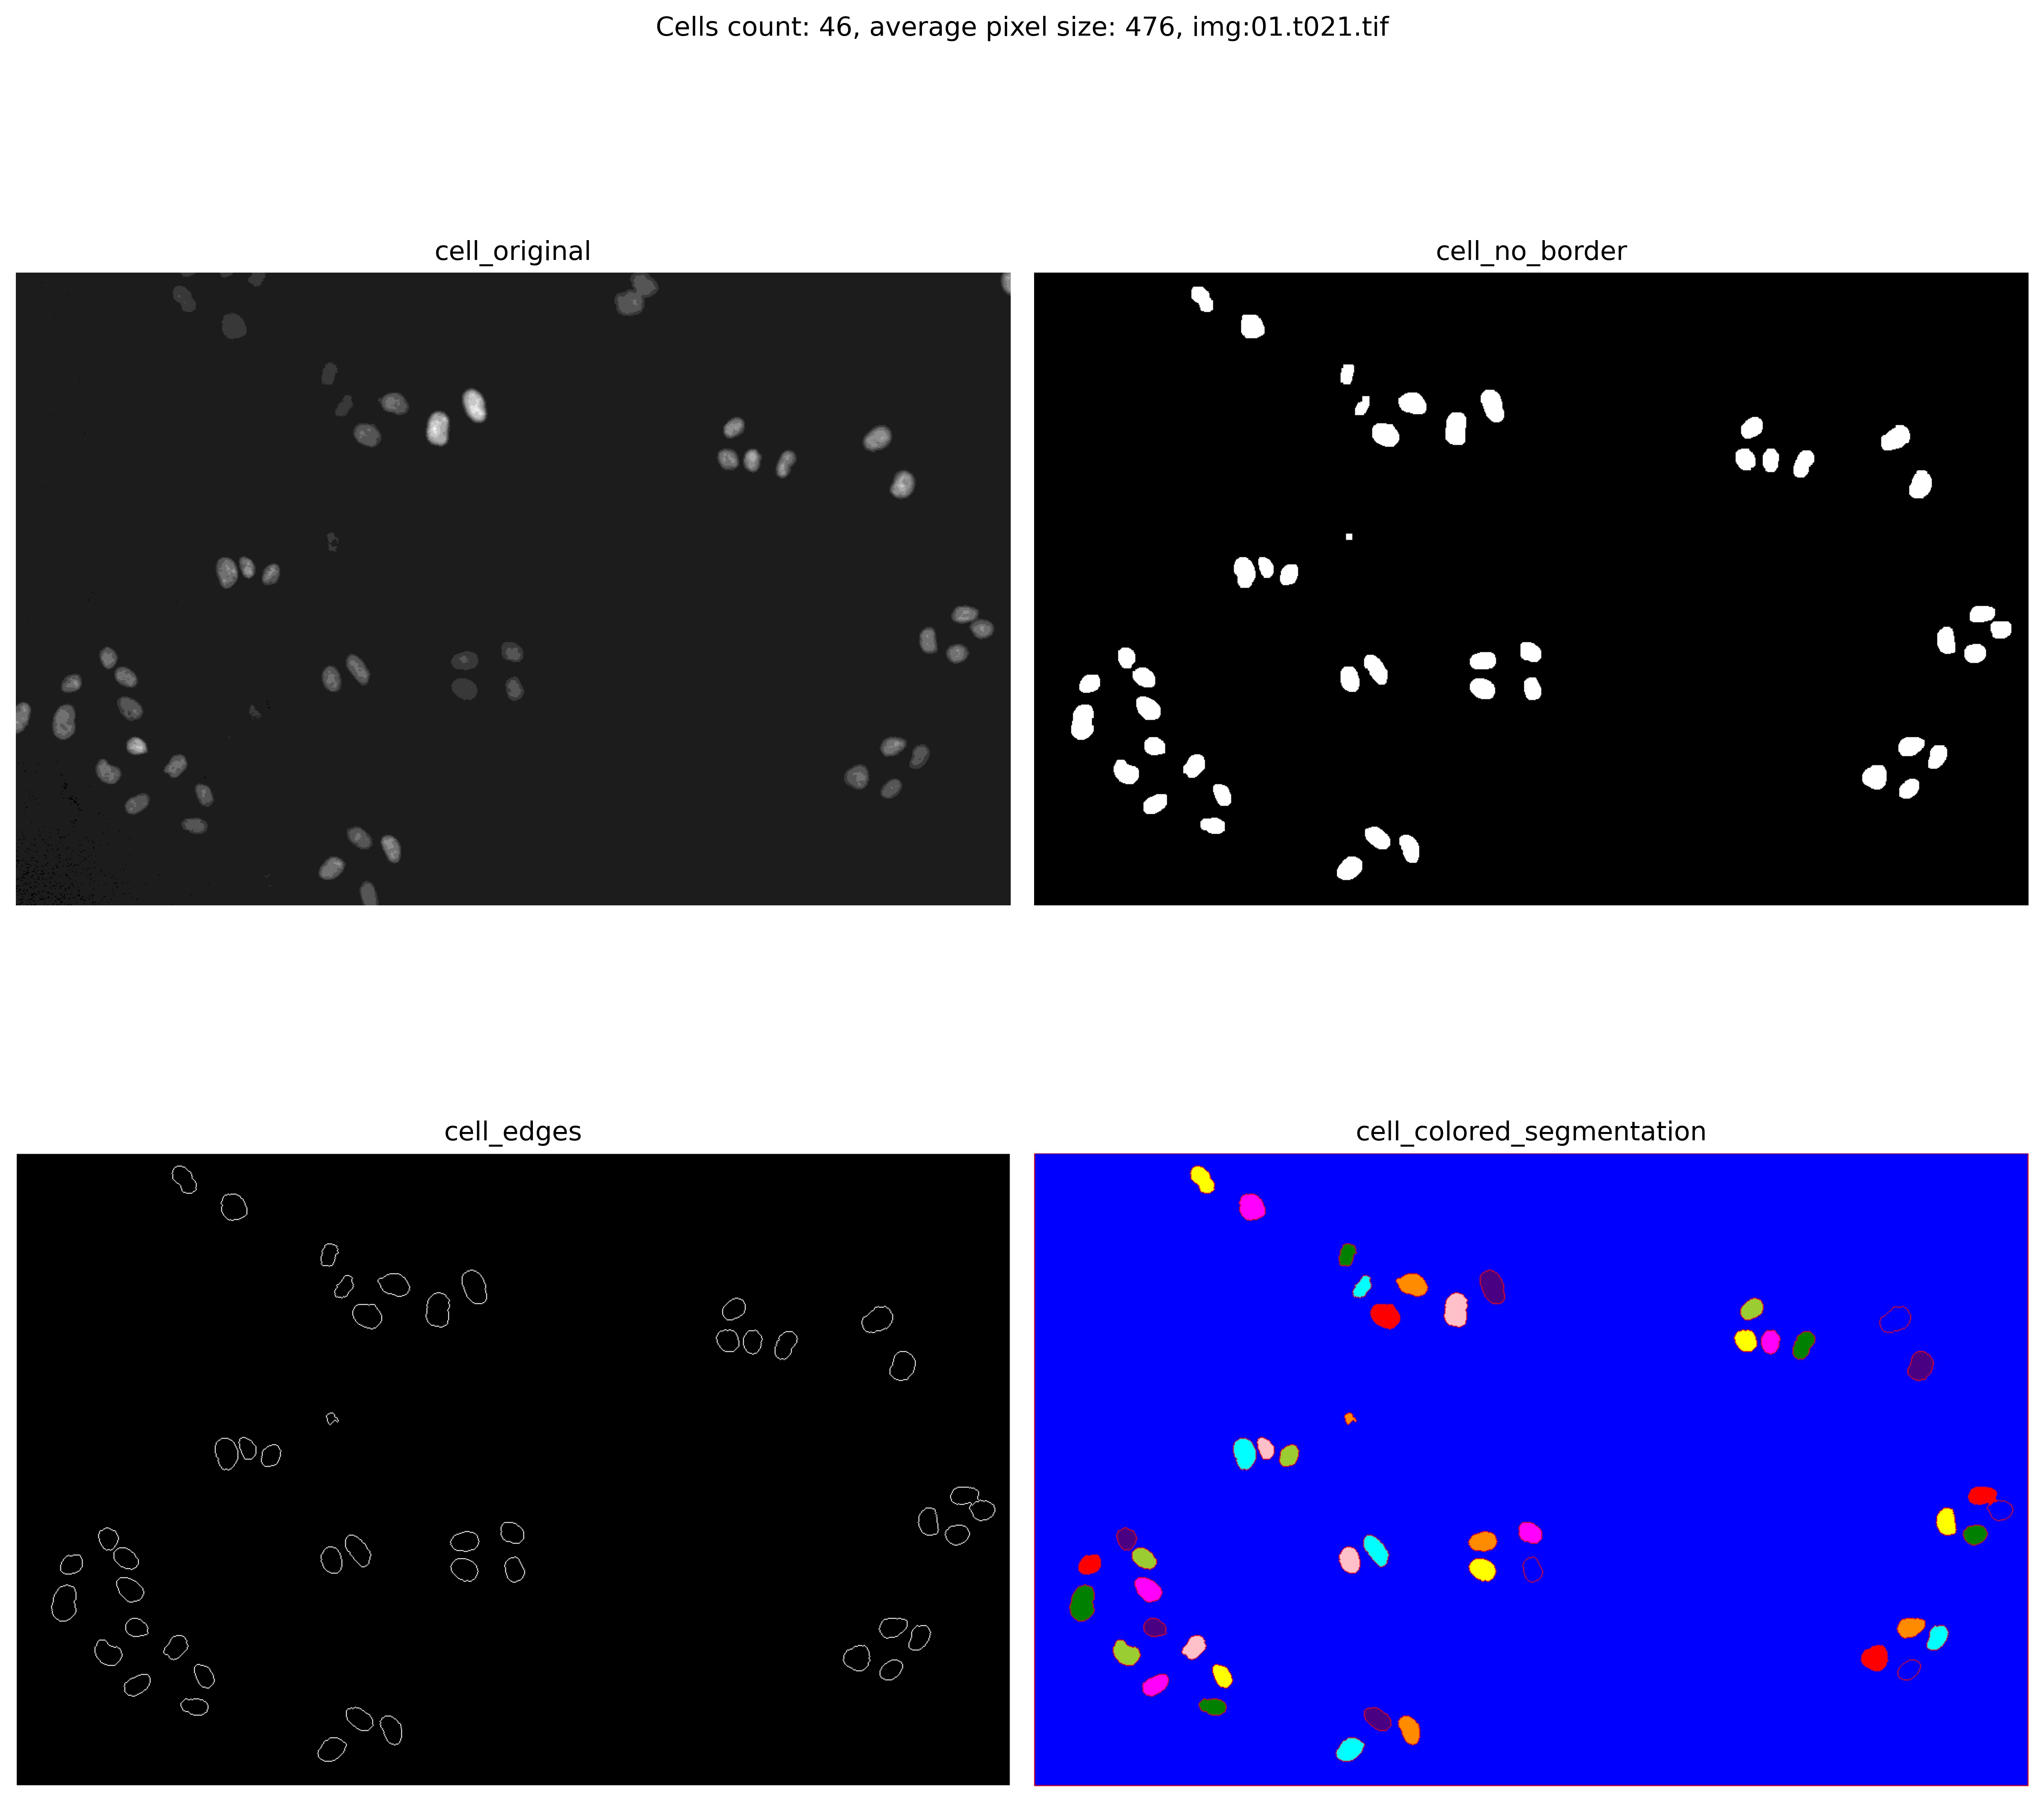 Cells count: 46, average pixel size: 476, img:01.t021.tif
cell_original
cell_no_border
cell_edges
cell_colored_segmentation